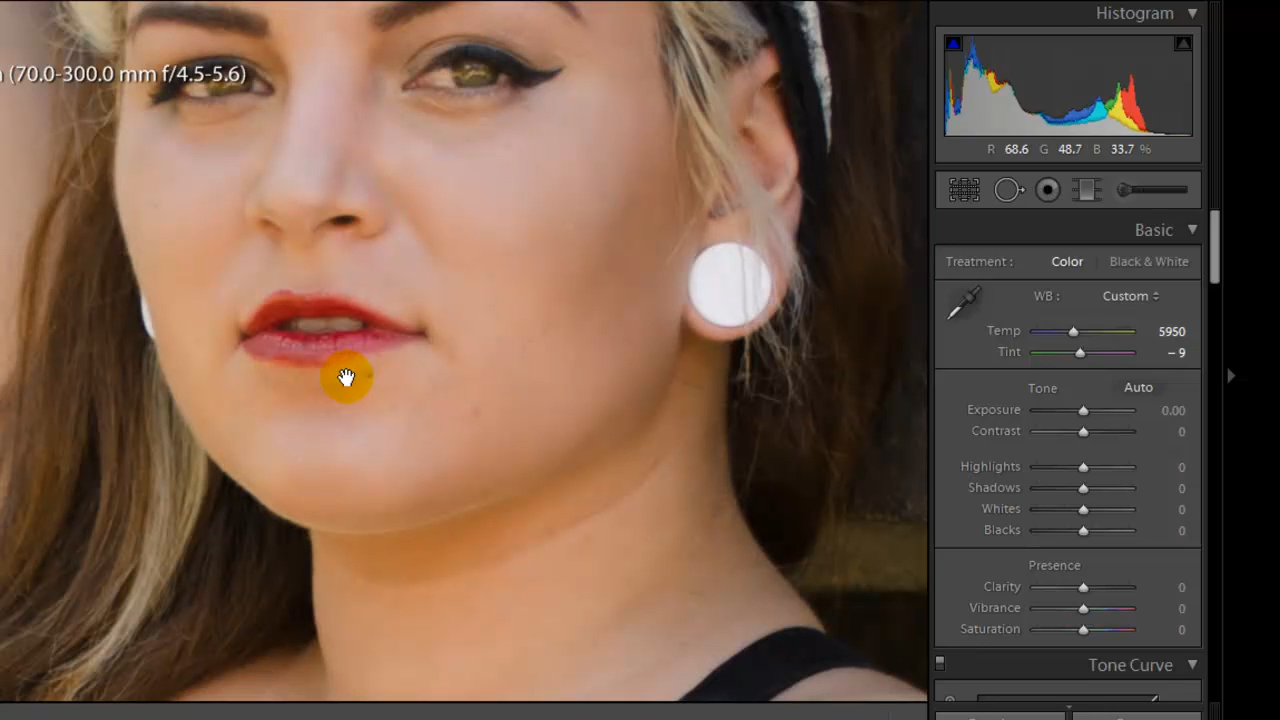 (70.0-300.0 mm f/4.5-5.6)
Histogram
R 68.6 G 48.7 B 33.7 %
Basic
Treatment : Color Black & White
WB : Custom
Temp 5950
Tint – 9
Tone Auto
Exposure 0.00
Contrast 0
Highlights 0
Shadows 0
Whites 0
Blacks 0
Presence
Clarity 0
Vibrance 0
Saturation 0
Tone Curve